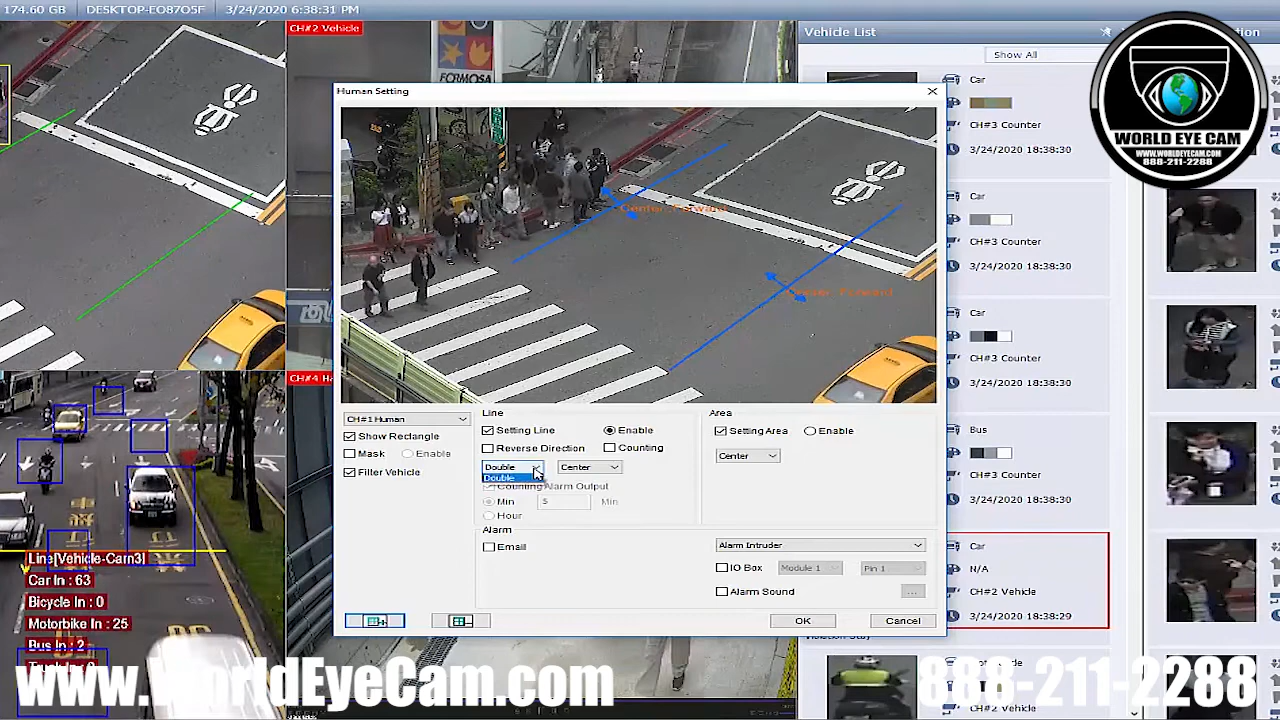 174.60 GB
DESKTOP-EO87O5F
3/24/2020 6:38:31 PM
CH#2 Vehicle
FORMOSA
Vehicle List
Show All
WORLD EYE CAM
WWW.WORLDEYECAM.COM
888-211-2288
Human Setting
Center Forward
Center Forward
CH#1 Human
Show Rectangle
Mask
Enable
Filter Vehicle
Line
Setting Line
Enable
Reverse Direction
Counting
Double
Center
Double
Counting Alarm Output
Min
5
Min
Hour
Area
Setting Area
Enable
Center
Alarm
Email
Alarm Intruder
IO Box
Module 1
Pin 1
Alarm Sound
...
OK
Cancel
Car
CH#3 Counter
3/24/2020 18:38:30
Car
CH#3 Counter
3/24/2020 18:38:30
Car
CH#3 Counter
3/24/2020 18:38:30
Bus
CH#3 Counter
3/24/2020 18:38:30
Car
N/A
CH#2 Vehicle
3/24/2020 18:38:29
CH#2 Vehicle
Line[Vehicle-Cam3]
Car In : 63
Bicycle In : 0
Motorbike In : 25
Bus In : 2
www.WorldEyeCam.com
888-211-2288